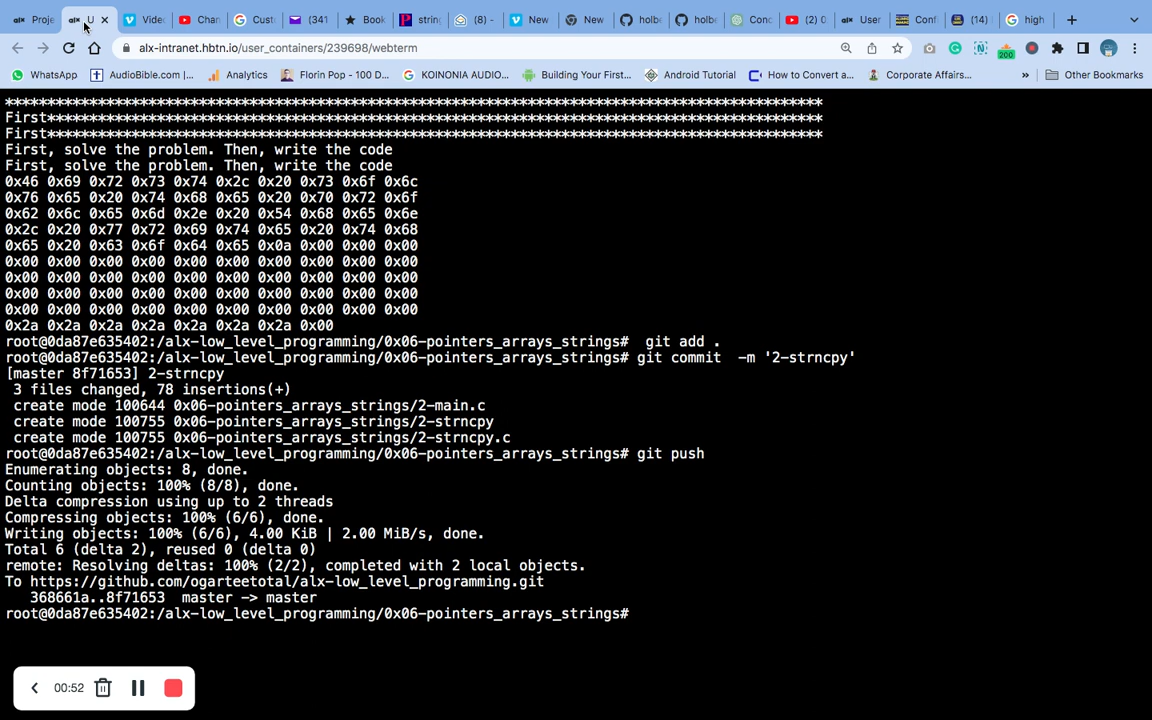 Proje
U
Vide
Chan
Cust
(341
Book
string
(8) -
New
New
holbe
holbe
Conc
(2) 0
User
Conf
(14)
high
alx-intranet.hbtn.io/user_containers/239698/webterm
200
WhatsApp
AudioBible.com |...
Analytics
Florin Pop - 100 D...
KOINONIA AUDIO...
Building Your First...
Android Tutorial
How to Convert a...
Corporate Affairs...
»
Other Bookmarks
*************************************************************************************************
First********************************************************************************************
First********************************************************************************************
First, solve the problem. Then, write the code
First, solve the problem. Then, write the code
0x46 0x69 0x72 0x73 0x74 0x2c 0x20 0x73 0x6f 0x6c
0x76 0x65 0x20 0x74 0x68 0x65 0x20 0x70 0x72 0x6f
0x62 0x6c 0x65 0x6d 0x2e 0x20 0x54 0x68 0x65 0x6e
0x2c 0x20 0x77 0x72 0x69 0x74 0x65 0x20 0x74 0x68
0x65 0x20 0x63 0x6f 0x64 0x65 0x0a 0x00 0x00 0x00
0x00 0x00 0x00 0x00 0x00 0x00 0x00 0x00 0x00 0x00
0x00 0x00 0x00 0x00 0x00 0x00 0x00 0x00 0x00 0x00
0x00 0x00 0x00 0x00 0x00 0x00 0x00 0x00 0x00 0x00
0x00 0x00 0x00 0x00 0x00 0x00 0x00 0x00 0x00 0x00
0x2a 0x2a 0x2a 0x2a 0x2a 0x2a 0x2a 0x00
root@0da87e635402:/alx-low_level_programming/0x06-pointers_arrays_strings#  git add .
root@0da87e635402:/alx-low_level_programming/0x06-pointers_arrays_strings# git commit  -m '2-strncpy'
[master 8f71653] 2-strncpy
 3 files changed, 78 insertions(+)
 create mode 100644 0x06-pointers_arrays_strings/2-main.c
 create mode 100755 0x06-pointers_arrays_strings/2-strncpy
 create mode 100755 0x06-pointers_arrays_strings/2-strncpy.c
root@0da87e635402:/alx-low_level_programming/0x06-pointers_arrays_strings# git push
Enumerating objects: 8, done.
Counting objects: 100% (8/8), done.
Delta compression using up to 2 threads
Compressing objects: 100% (6/6), done.
Writing objects: 100% (6/6), 4.00 KiB | 2.00 MiB/s, done.
Total 6 (delta 2), reused 0 (delta 0)
remote: Resolving deltas: 100% (2/2), completed with 2 local objects.
To https://github.com/ogarteetotal/alx-low_level_programming.git
   368661a..8f71653  master -> master
root@0da87e635402:/alx-low_level_programming/0x06-pointers_arrays_strings#
00:52